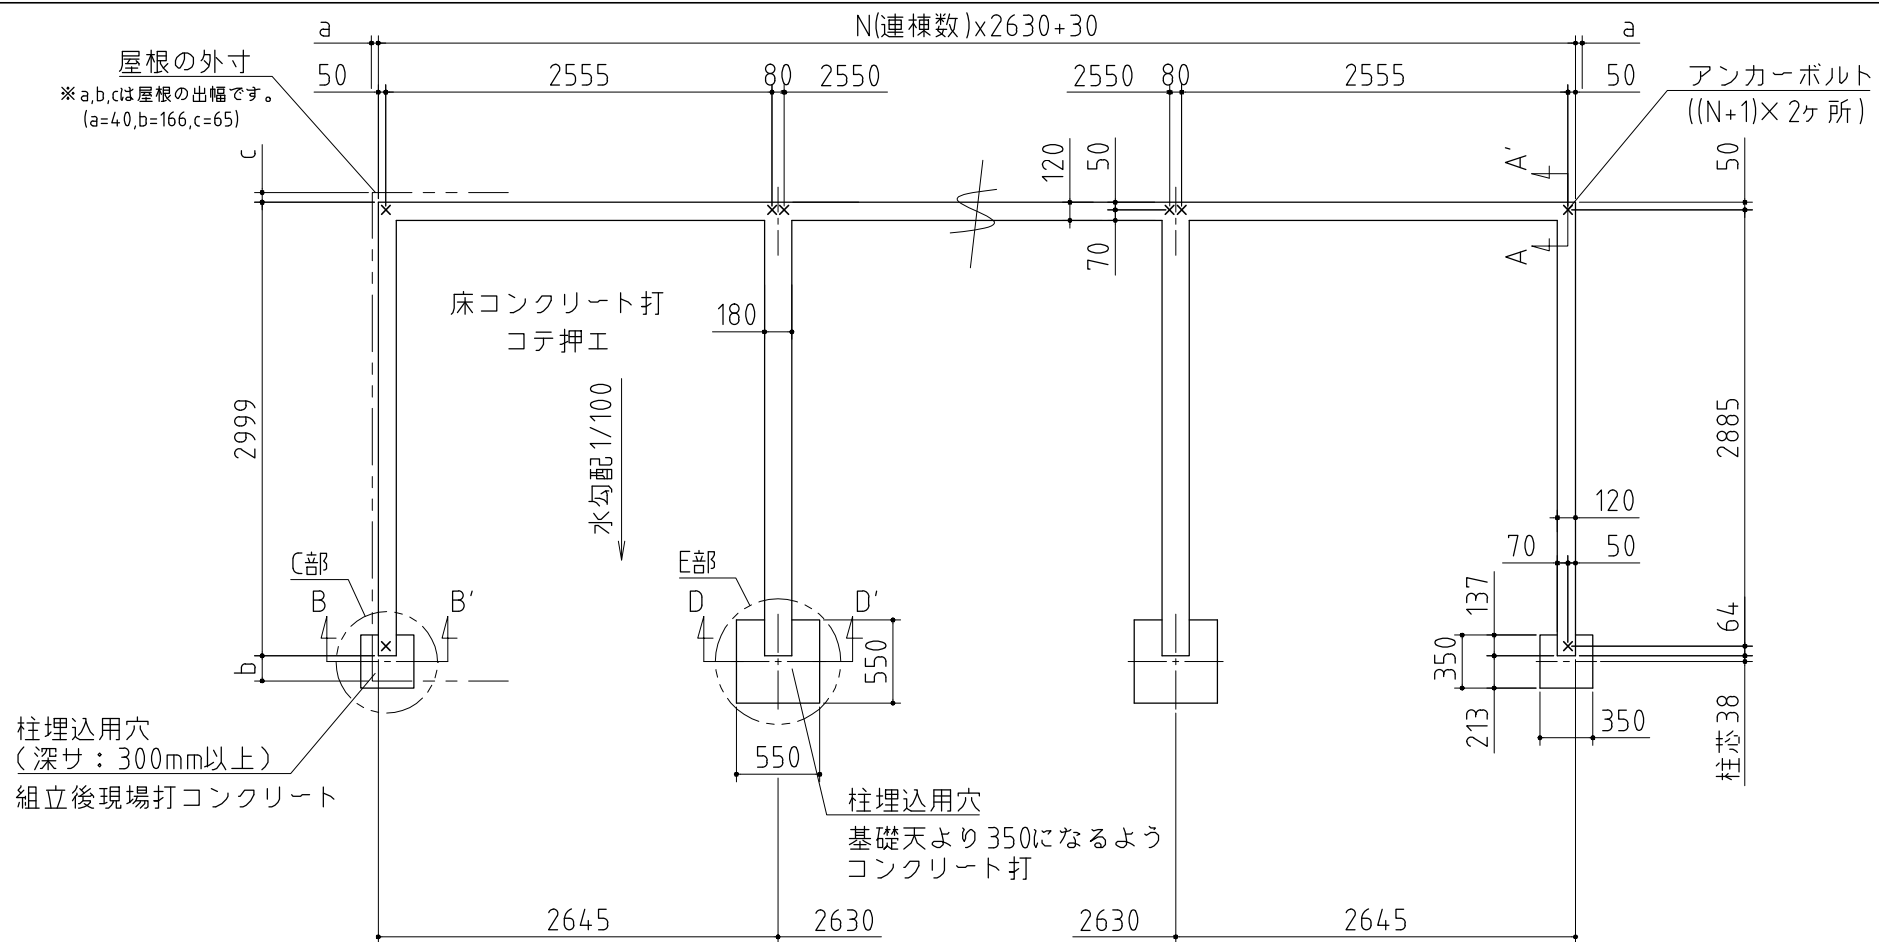 a
N(連棟数)x2630+30
a
屋根の外寸
50
2555
80
2550
2550
80
2555
50
アンカーボルト
((N+1)×2ヶ所)
※a,b,cは屋根の出幅です。
(a=40,b=166,c=65)
c
120
50
A'
50
70
A
床コンクリート打
コテ押エ
180
2999
水勾配1/100
2885
120
70
50
C部
E部
B
B'
D
D'
137
64
b
550
350
柱埋込用穴
(深サ：300mm以上)
組立後現場打コンクリート
213
350
柱芯38
550
柱埋込用穴
基礎天より350になるよう
コンクリート打
2645
2630
2630
2645